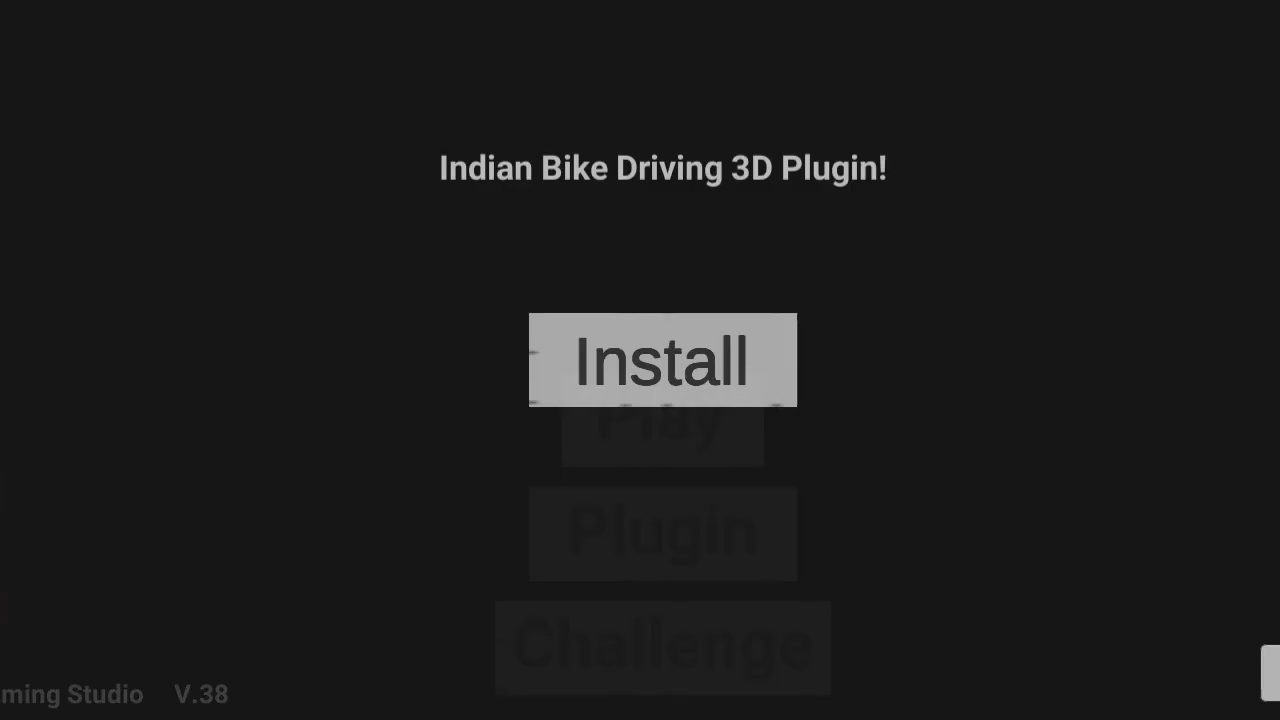 Indian Bike Driving 3D Plugin!
Install
Play
Plugin
Challenge
ming Studio V.38